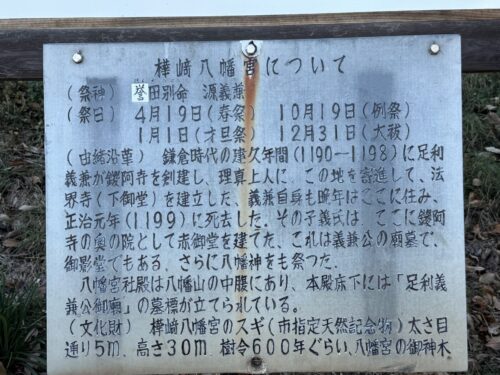 樺崎八幡宮について
(祭神) 誉田別命 源義兼
(祭日) 4月19日(春祭) 10月19日(例祭)
1月1日(才旦祭) 12月31日(大祓)
(由緒沿革) 鎌倉時代の建久年間(1190―1198)に足利
義兼が鑁阿寺を創建し、理真上人に、この地を寄進して、法
界寺(下御堂)を建立した、義兼自身も晩年はここに住み、
正治元年(1199)に死去した、その子義氏は ここに鑁阿
寺の奥の院として赤御堂を建てた、これは義兼公の廟墓で、
御影堂でもある、さらに八幡神をも祭つた、
八幡宮社殿は八幡山の中腹にあり、本殿床下には「足利義
義公御廟」の墓標が立てられている。
(文化財) 樺崎八幡宮のスギ(市指定天然記念物)太さ目
通り5m、高さ30m、樹令600年ぐらい、八幡宮の御神木